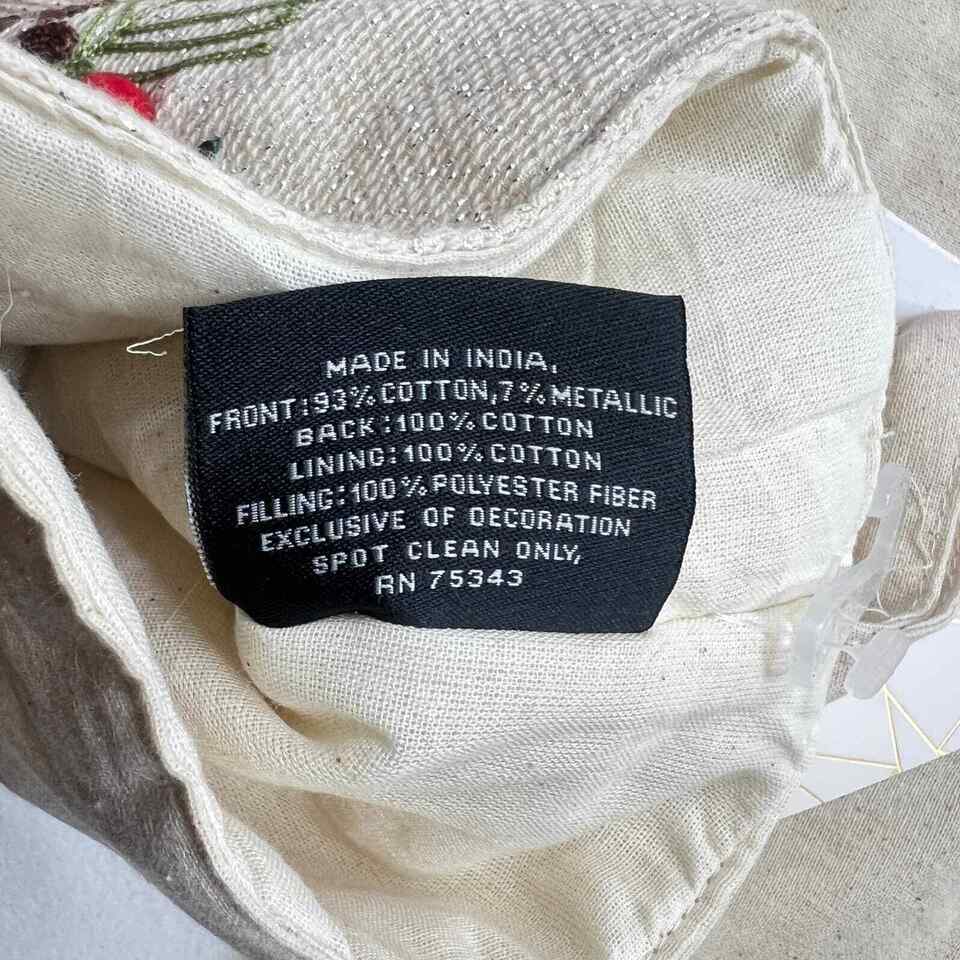 MADE IN INDIA,
FRONT:93% COTTON,7% METALLIC
BACK:100% COTTON
LINING:100% COTTON
FILLING:100% POLYESTER FIBER
EXCLUSIVE OF DECORATION
SPOT CLEAN ONLY,
RN 75343